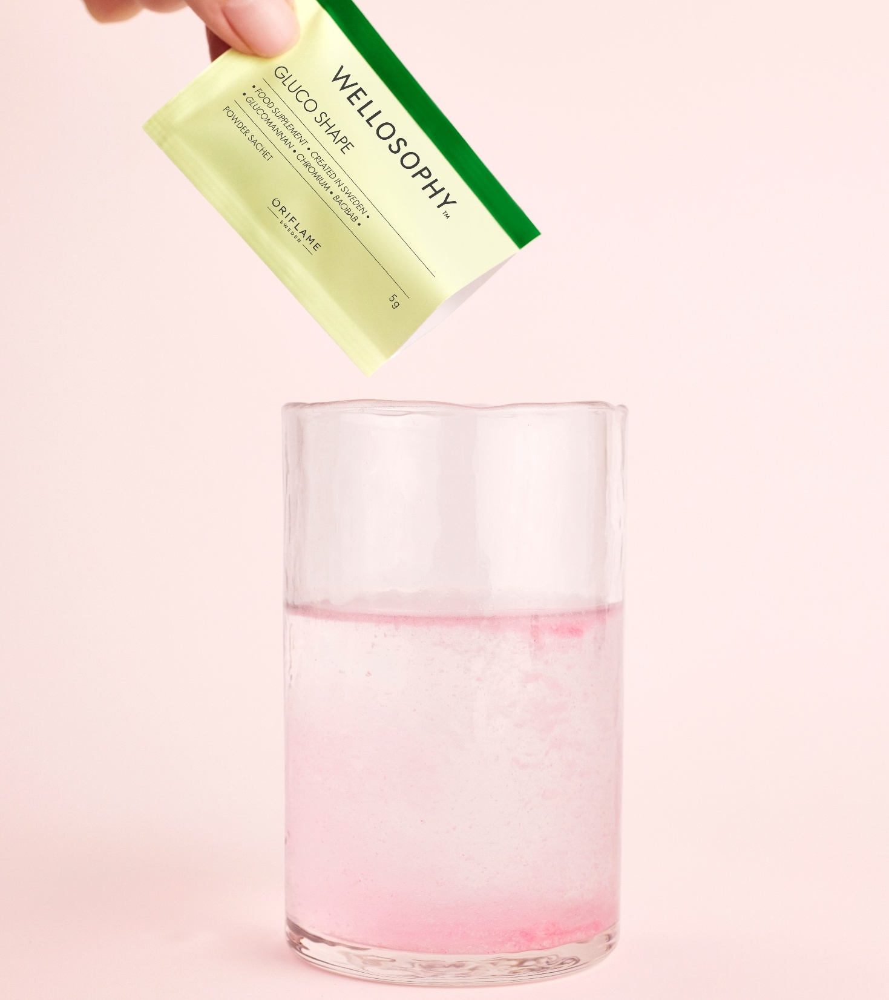 WELLOSOPHY™
GLUCO SHAPE
• FOOD SUPPLEMENT • CREATED IN SWEDEN •
• GLUCOMANNAN • CHROMIUM • BAOBAB •
POWDER SACHET
5g
ORIFLAME
SWEDEN